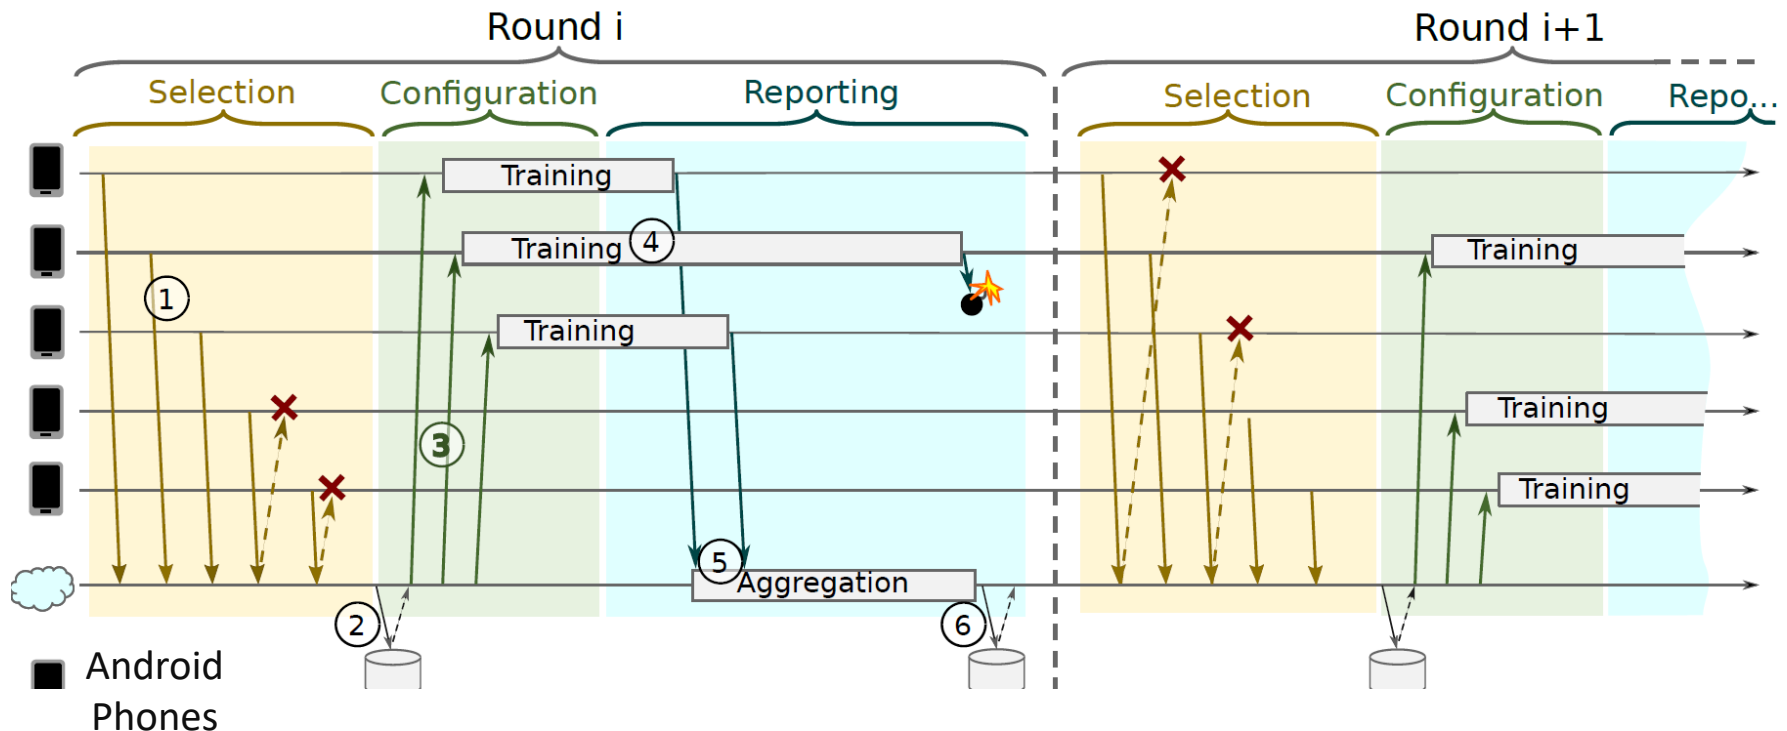 Round i
Round i+1
Selection
Configuration
Reporting
Selection
Configuration
Repo...
Training
Training
4
Training
Training
1
Training
3
Training
Training
5
Aggregation
2
6
Android
Phones